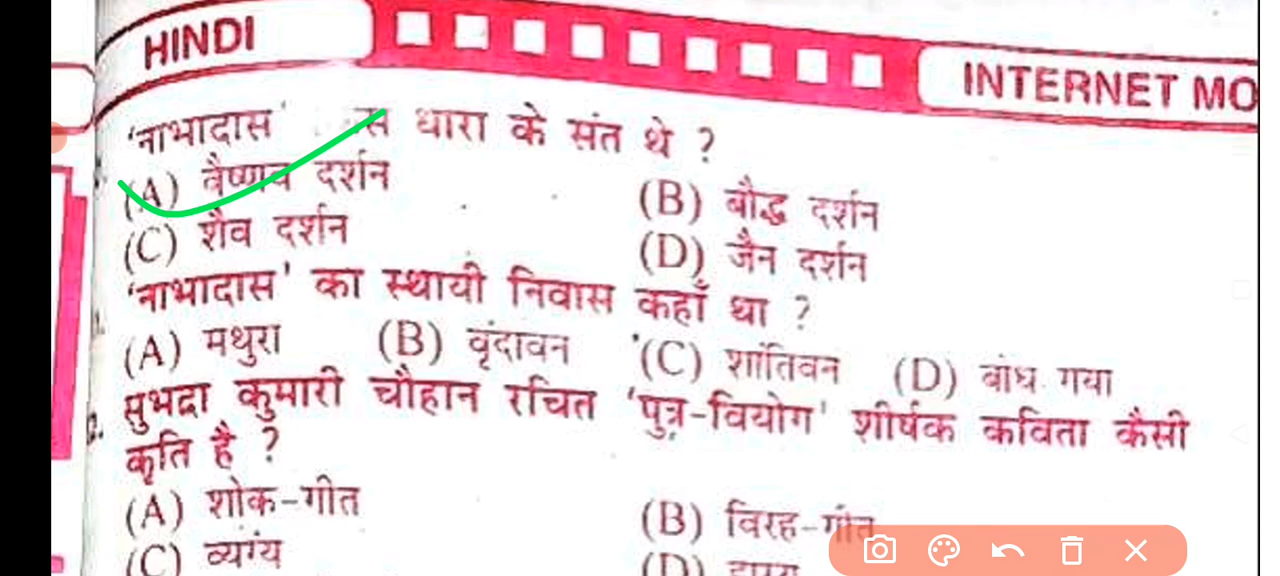 HINDI
INTERNET MO
'नाभादास' स धारा के संत थे ?
(A) वैष्णव दर्शन (B) बौद्ध दर्शन
(C) शैव दर्शन (D) जैन दर्शन
'नाभादास' का स्थायी निवास कहाँ था ?
(A) मथुरा (B) वृंदावन (C) शांतिवन (D) बोध गया
सुभद्रा कुमारी चौहान रचित 'पुत्र-वियोग' शीर्षक कविता कैसी
कृति है ?
(A) शोक-गीत (B) विरह-गीत
(C) व्यंग्य (D)